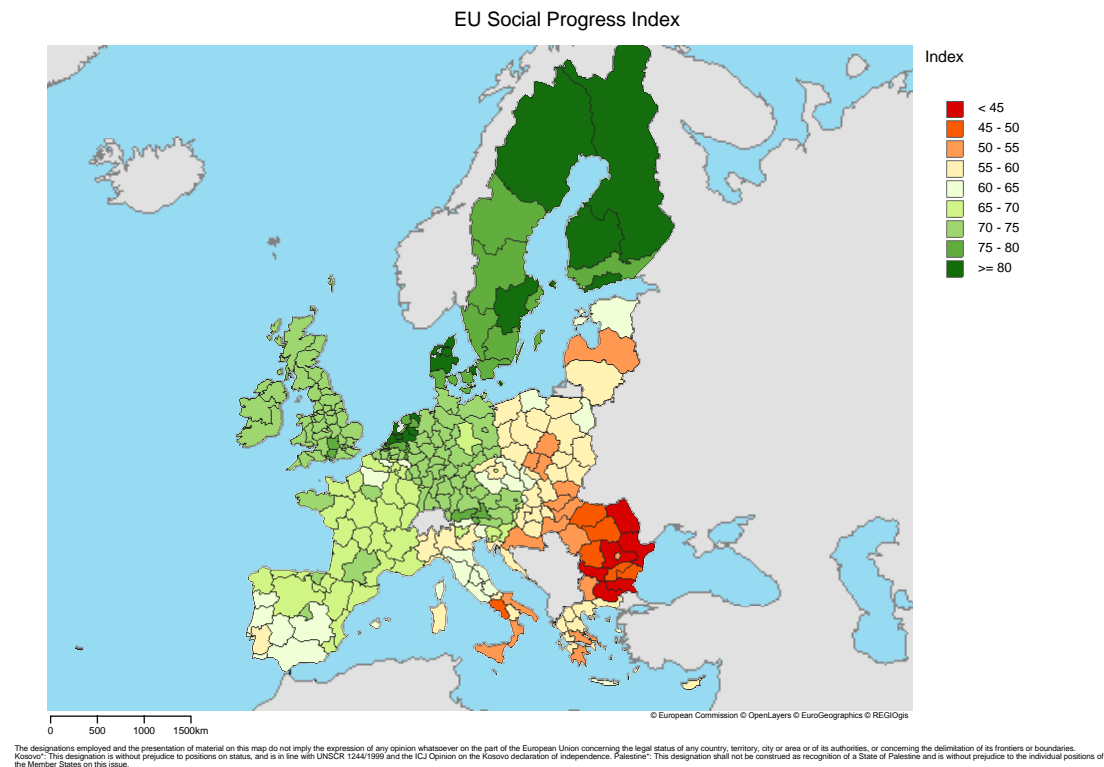 EU Social Progress Index
Index
< 45
45 - 50
50 - 55
55 - 60
60 - 65
65 - 70
70 - 75
75 - 80
>= 80
© European Commission © OpenLayers © EuroGeographics © REGIOgis
0 500 1000 1500km
The designations employed and the presentation of material on this map do not imply the expression of any opinion whatsoever on the part of the European Union concerning the legal status of any country, territory, city or area or of its authorities, or concerning the delimitation of its frontiers or boundaries.
Kosovo*: This designation is without prejudice to positions on status, and is in line with UNSCR 1244/1999 and the ICJ Opinion on the Kosovo declaration of independence. Palestine*: This designation shall not be construed as recognition of a State of Palestine and is without prejudice to the individual positions of
the Member States on this issue.